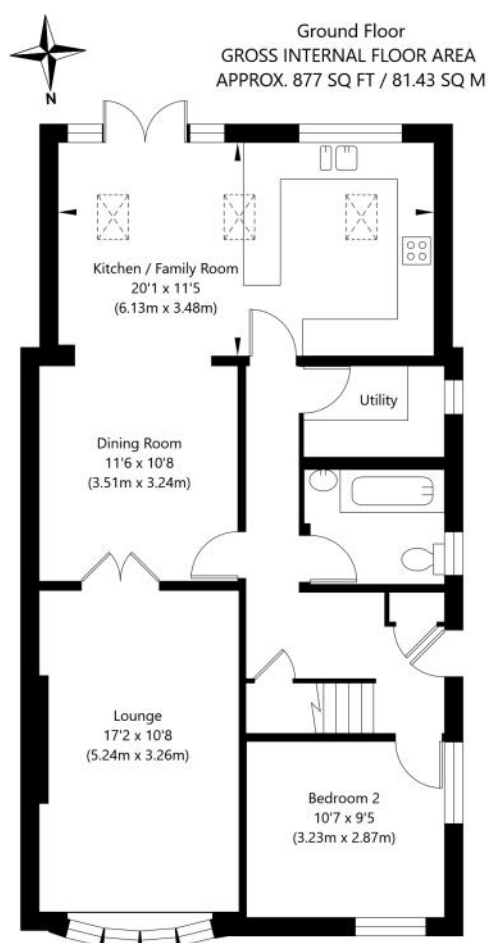 Ground Floor
GROSS INTERNAL FLOOR AREA
APPROX. 877 SQ FT / 81.43 SQ M
N
Kitchen / Family Room
20'1 x 11'5
(6.13m x 3.48m)
Utility
Dining Room
11'6 x 10'8
(3.51m x 3.24m)
Lounge
17'2 x 10'8
(5.24m x 3.26m)
Bedroom 2
10'7 x 9'5
(3.23m x 2.87m)